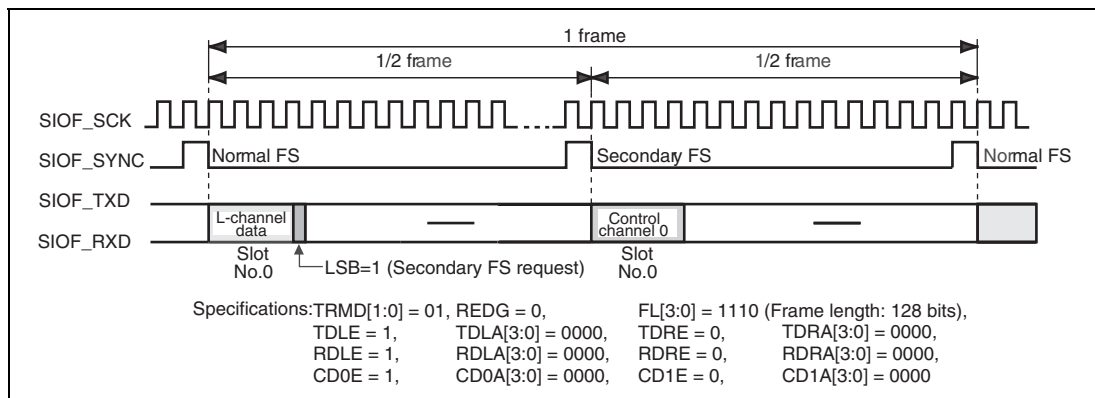 1 frame
1/2 frame 1/2 frame
SIOF_SCK
SIOF_SYNC Normal FS Secondary FS Normal FS
SIOF_TXD
L-channel data Control channel 0
SIOF_RXD
Slot No.0 LSB=1 (Secondary FS request) Slot No.0
Specifications: TRMD[1:0] = 01, REDG = 0, FL[3:0] = 1110 (Frame length: 128 bits),
TDLE = 1, TDLA[3:0] = 0000, TDRE = 0, TDRA[3:0] = 0000,
RDLE = 1, RDLA[3:0] = 0000, RDRE = 0, RDRA[3:0] = 0000,
CD0E = 1, CD0A[3:0] = 0000, CD1E = 0, CD1A[3:0] = 0000